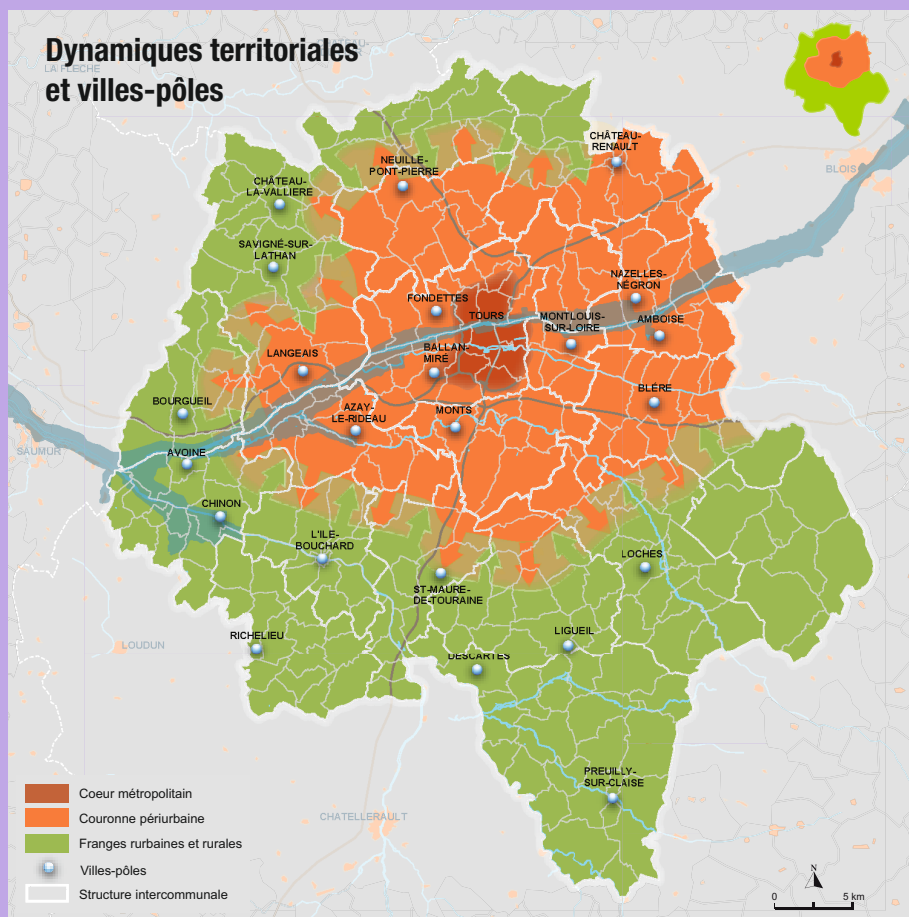 Dynamiques territoriales
et villes-pôles
LA FLECHE
CHÂTEAU-
RENAULT
BLOIS
NEUILLE-
PONT-PIERRE
CHÂTEAU-
LA-VALLIERE
SAVIGNÉ-SUR-
LATHAN
NAZELLES-
NÉGRON
FONDETTES
TOURS
MONTLOUIS-
SUR-LOIRE
AMBOISE
BALLAN-
MIRÉ
LANGEAIS
BLÉRE
BOURGUEIL
AZAY-
LE-RIDEAU
MONTS
SAUMUR
AVOINE
CHINON
L'ILE-
BOUCHARD
LOCHES
ST-MAURE-
DE-TOURAINE
RICHELIEU
LIGUEIL
LOUDUN
DESCARTES
PREUILLY-
SUR-CLAISE
CHATELLERAULT
Coeur métropolitain
Couronne périurbaine
Franges rurbaines et rurales
Villes-pôles
Structure intercommunale
N
0 5 km